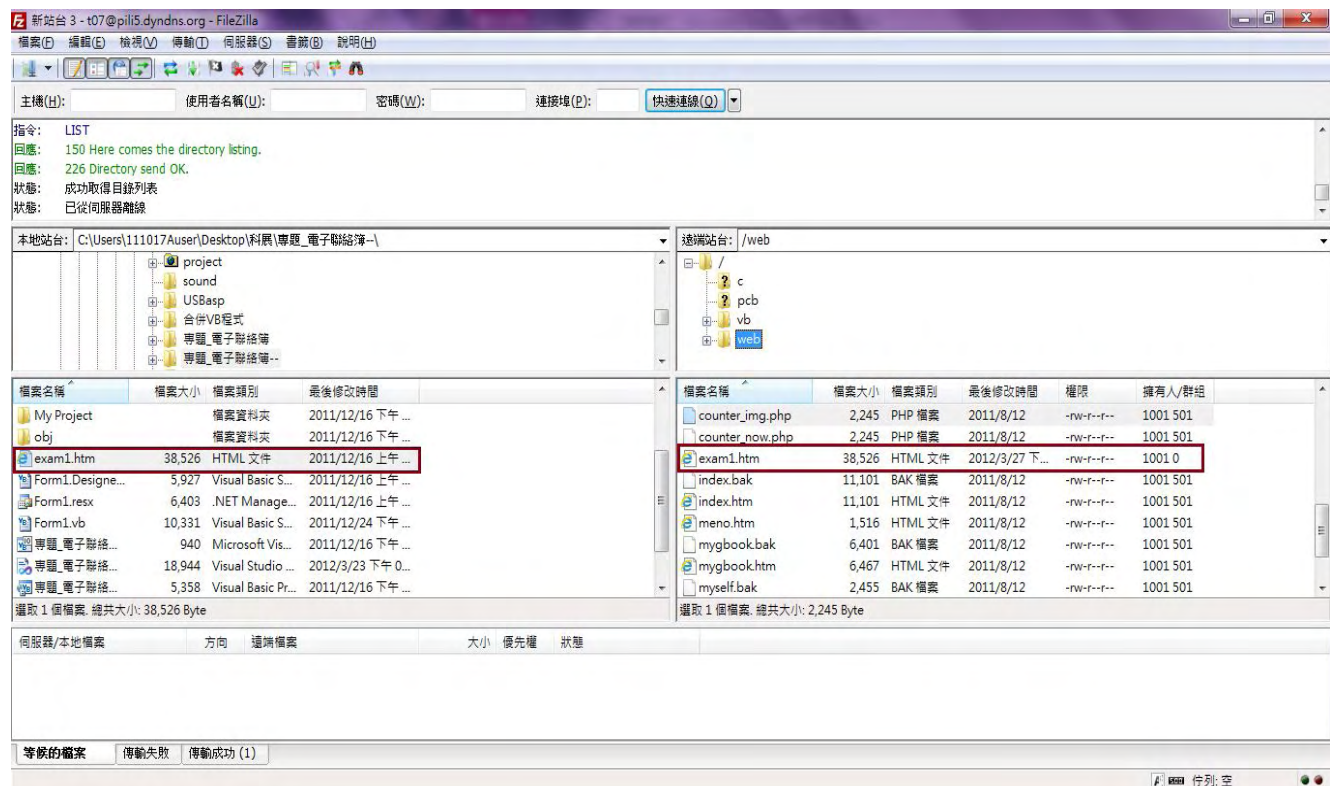 新站台 3 - t07@pili5.dyndns.org - FileZilla
檔案(F) 編輯(E) 檢視(V) 傳輸(T) 伺服器(S) 書籤(B) 說明(H)
主機(H): 使用者名稱(U): 密碼(W): 連接埠(P): 快速連線(Q)
指令: LIST
回應: 150 Here comes the directory listing.
回應: 226 Directory send OK.
狀態: 成功取得目錄列表
狀態: 已從伺服器離線
本地站台: C:\Users\111017Auser\Desktop\科展\專題_電子聯絡簿--\
project
sound
USBasp
合併VB程式
專題_電子聯絡簿
專題_電子聯絡簿--
遠端站台: /web
/
c
pcb
vb
web
檔案名稱 檔案大小 檔案類別 最後修改時間
My Project 檔案資料夾 2011/12/16 下午 ...
obj 檔案資料夾 2011/12/16 下午 ...
exam1.htm 38,526 HTML 文件 2011/12/16 上午 ...
Form1.Designe... 5,927 Visual Basic S... 2011/12/16 上午 ...
Form1.resx 6,403 .NET Manage... 2011/12/16 上午 ...
Form1.vb 10,331 Visual Basic S... 2011/12/24 下午 ...
專題_電子聯絡... 940 Microsoft Vis... 2011/12/16 下午 ...
專題_電子聯絡... 18,944 Visual Studio ... 2012/3/23 下午 0...
專題_電子聯絡... 5,358 Visual Basic Pr... 2011/12/16 下午 ...
選取 1 個檔案. 總共大小: 38,526 Byte
檔案名稱 檔案大小 檔案類別 最後修改時間 權限 擁有人/群組
counter_img.php 2,245 PHP 檔案 2011/8/12 -rw-r--r-- 1001 501
counter_now.php 2,245 PHP 檔案 2011/8/12 -rw-r--r-- 1001 501
exam1.htm 38,526 HTML 文件 2012/3/27 下... -rw-r--r-- 1001 0
index.bak 11,101 BAK 檔案 2011/8/12 -rw-r--r-- 1001 501
index.htm 11,101 HTML 文件 2011/8/12 -rw-r--r-- 1001 501
meno.htm 1,516 HTML 文件 2011/8/12 -rw-r--r-- 1001 501
mygbook.bak 6,401 BAK 檔案 2011/8/12 -rw-r--r-- 1001 501
mygbook.htm 6,467 HTML 文件 2011/8/12 -rw-r--r-- 1001 501
myself.bak 2,455 BAK 檔案 2011/8/12 -rw-r--r-- 1001 501
選取 1 個檔案. 總共大小: 2,245 Byte
伺服器/本地檔案 方向 遠端檔案 大小 優先權 狀態
等候的檔案 傳輸失敗 傳輸成功 (1)
佇列: 空